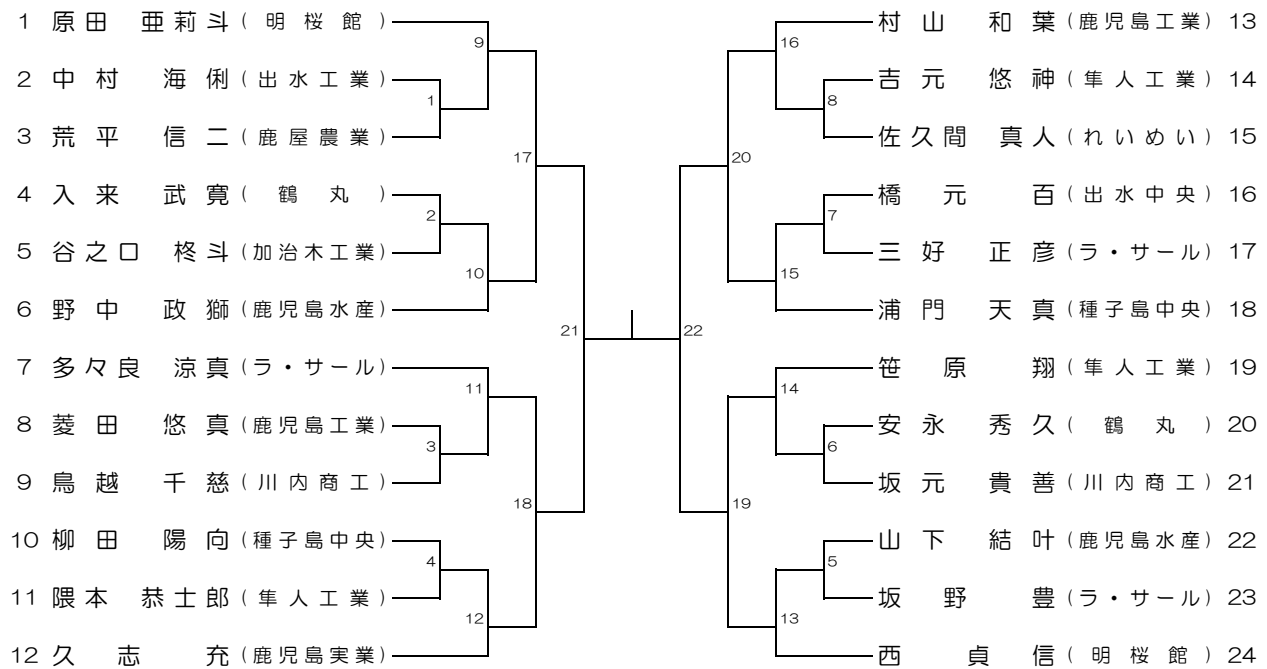 1 原田 亜莉斗 (明桜館)
9
2 中村 海俐 (出水工業)
1
3 荒平 信二 (鹿屋農業)
17
4 入来 武寛 (鶴丸)
2
5 谷之口 柊斗 (加治木工業)
10
6 野中 政獅 (鹿児島水産)
21
7 多々良 涼真 (ラ・サール)
11
8 菱田 悠真 (鹿児島工業)
3
9 鳥越 千慈 (川内商工)
18
10 柳田 陽向 (種子島中央)
4
11 隈本 恭士郎 (隼人工業)
12
12 久志 充 (鹿児島実業)
村山 和葉 (鹿児島工業) 13
16
吉元 悠神 (隼人工業) 14
8
佐久間 真人 (れいめい) 15
20
橋元 百 (出水中央) 16
7
三好 正彦 (ラ・サール) 17
15
浦門 天真 (種子島中央) 18
22
笹原 翔 (隼人工業) 19
14
安永 秀久 (鶴丸) 20
6
坂元 貴善 (川内商工) 21
19
山下 結叶 (鹿児島水産) 22
5
坂野 豊 (ラ・サール) 23
13
西 貞信 (明桜館) 24